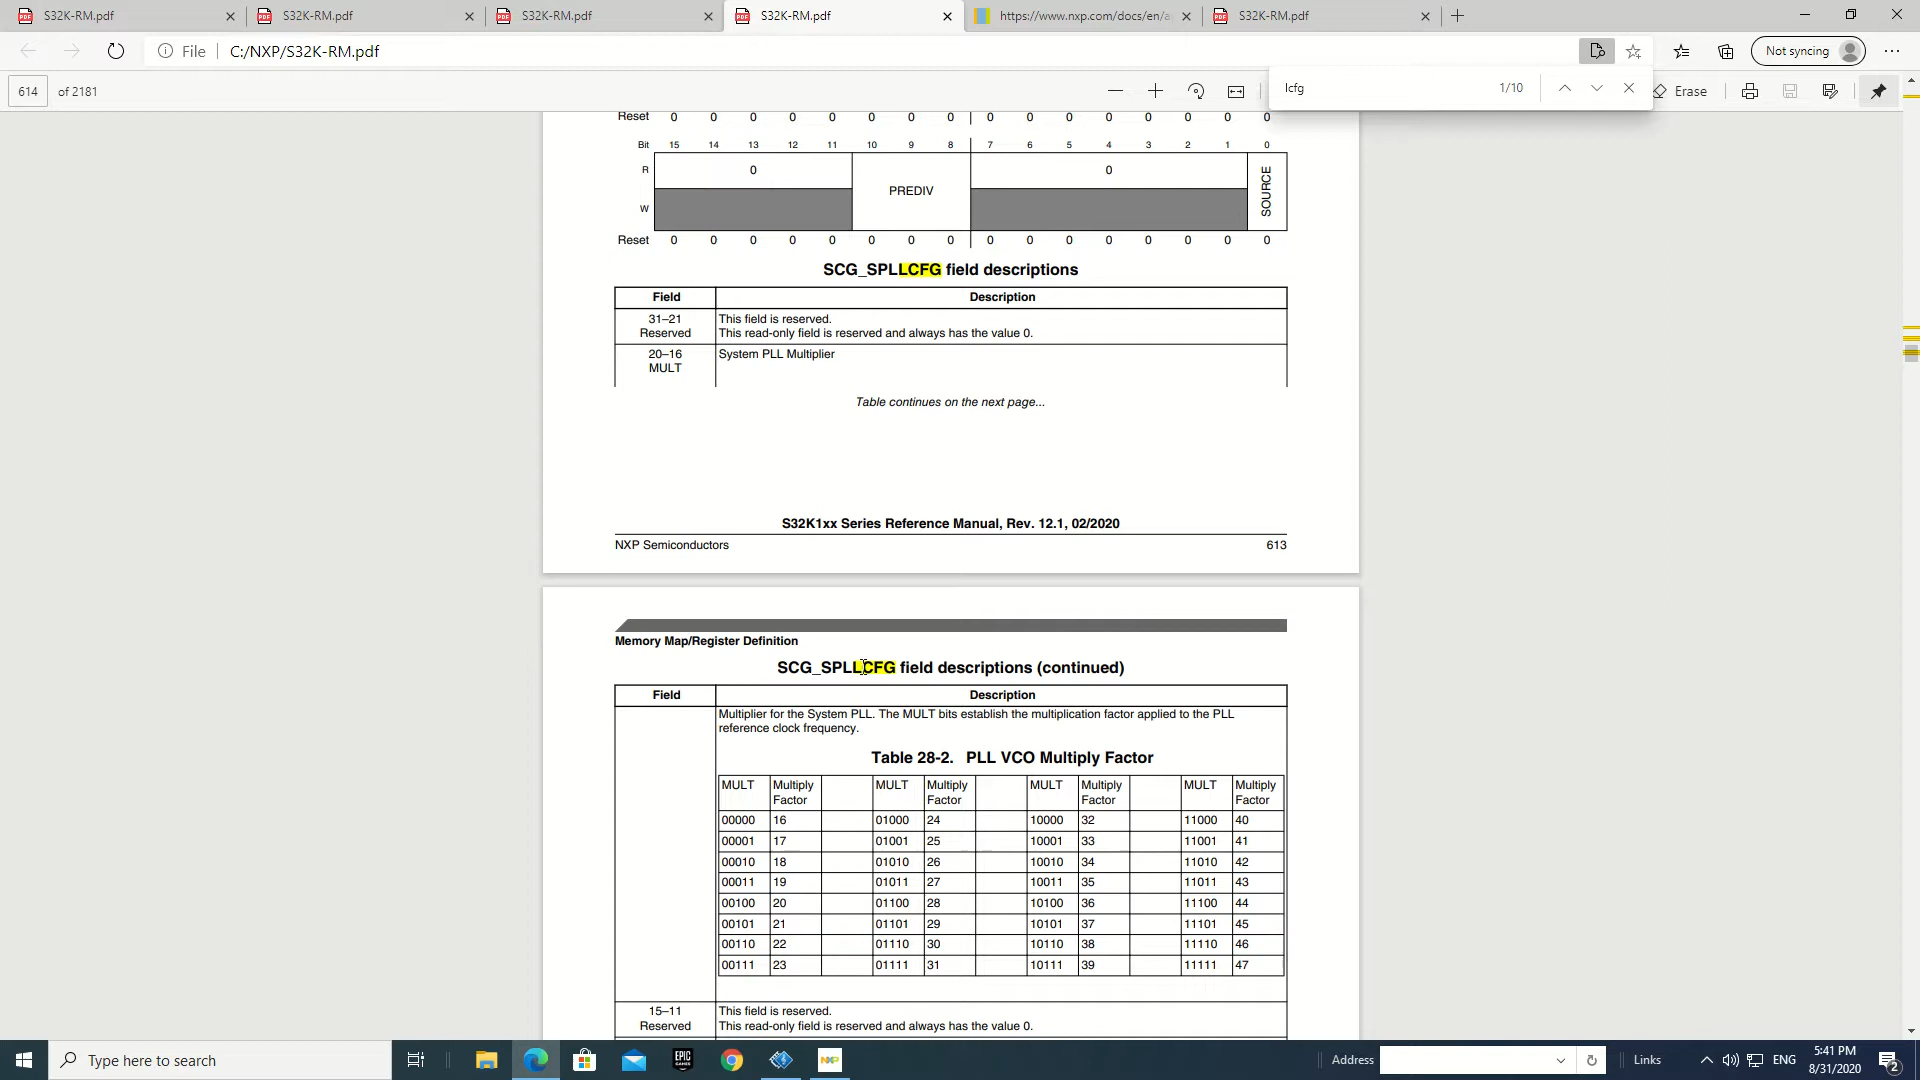 S32K-RM.pdf S32K-RM.pdf S32K-RM.pdf S32K-RM.pdf https://www.nxp.com/docs/en/a S32K-RM.pdf
File C:/NXP/S32K-RM.pdf Not syncing
614 of 2181 lcfg 1/10 Erase
Reset 0 0 0 0 0 0 0 0 0 0 0 0 0 0 0 0
Bit 15 14 13 12 11 10 9 8 7 6 5 4 3 2 1 0
R 0 PREDIV 0 SOURCE
W
Reset 0 0 0 0 0 0 0 0 0 0 0 0 0 0 0 0
SCG_SPLLCFG field descriptions
Field Description
31–21 This field is reserved.
Reserved This read-only field is reserved and always has the value 0.
20–16 System PLL Multiplier
MULT
Table continues on the next page...
S32K1xx Series Reference Manual, Rev. 12.1, 02/2020
NXP Semiconductors 613
Memory Map/Register Definition
SCG_SPLLCFG field descriptions (continued)
Field Description
Multiplier for the System PLL. The MULT bits establish the multiplication factor applied to the PLL
reference clock frequency.
Table 28-2. PLL VCO Multiply Factor
MULT Multiply MULT Multiply MULT Multiply MULT Multiply
Factor Factor Factor Factor
00000 16 01000 24 10000 32 11000 40
00001 17 01001 25 10001 33 11001 41
00010 18 01010 26 10010 34 11010 42
00011 19 01011 27 10011 35 11011 43
00100 20 01100 28 10100 36 11100 44
00101 21 01101 29 10101 37 11101 45
00110 22 01110 30 10110 38 11110 46
00111 23 01111 31 10111 39 11111 47
15–11 This field is reserved.
Reserved This read-only field is reserved and always has the value 0.
Type here to search EPIC GAMES NXP Address Links ENG 5:41 PM
8/31/2020 2